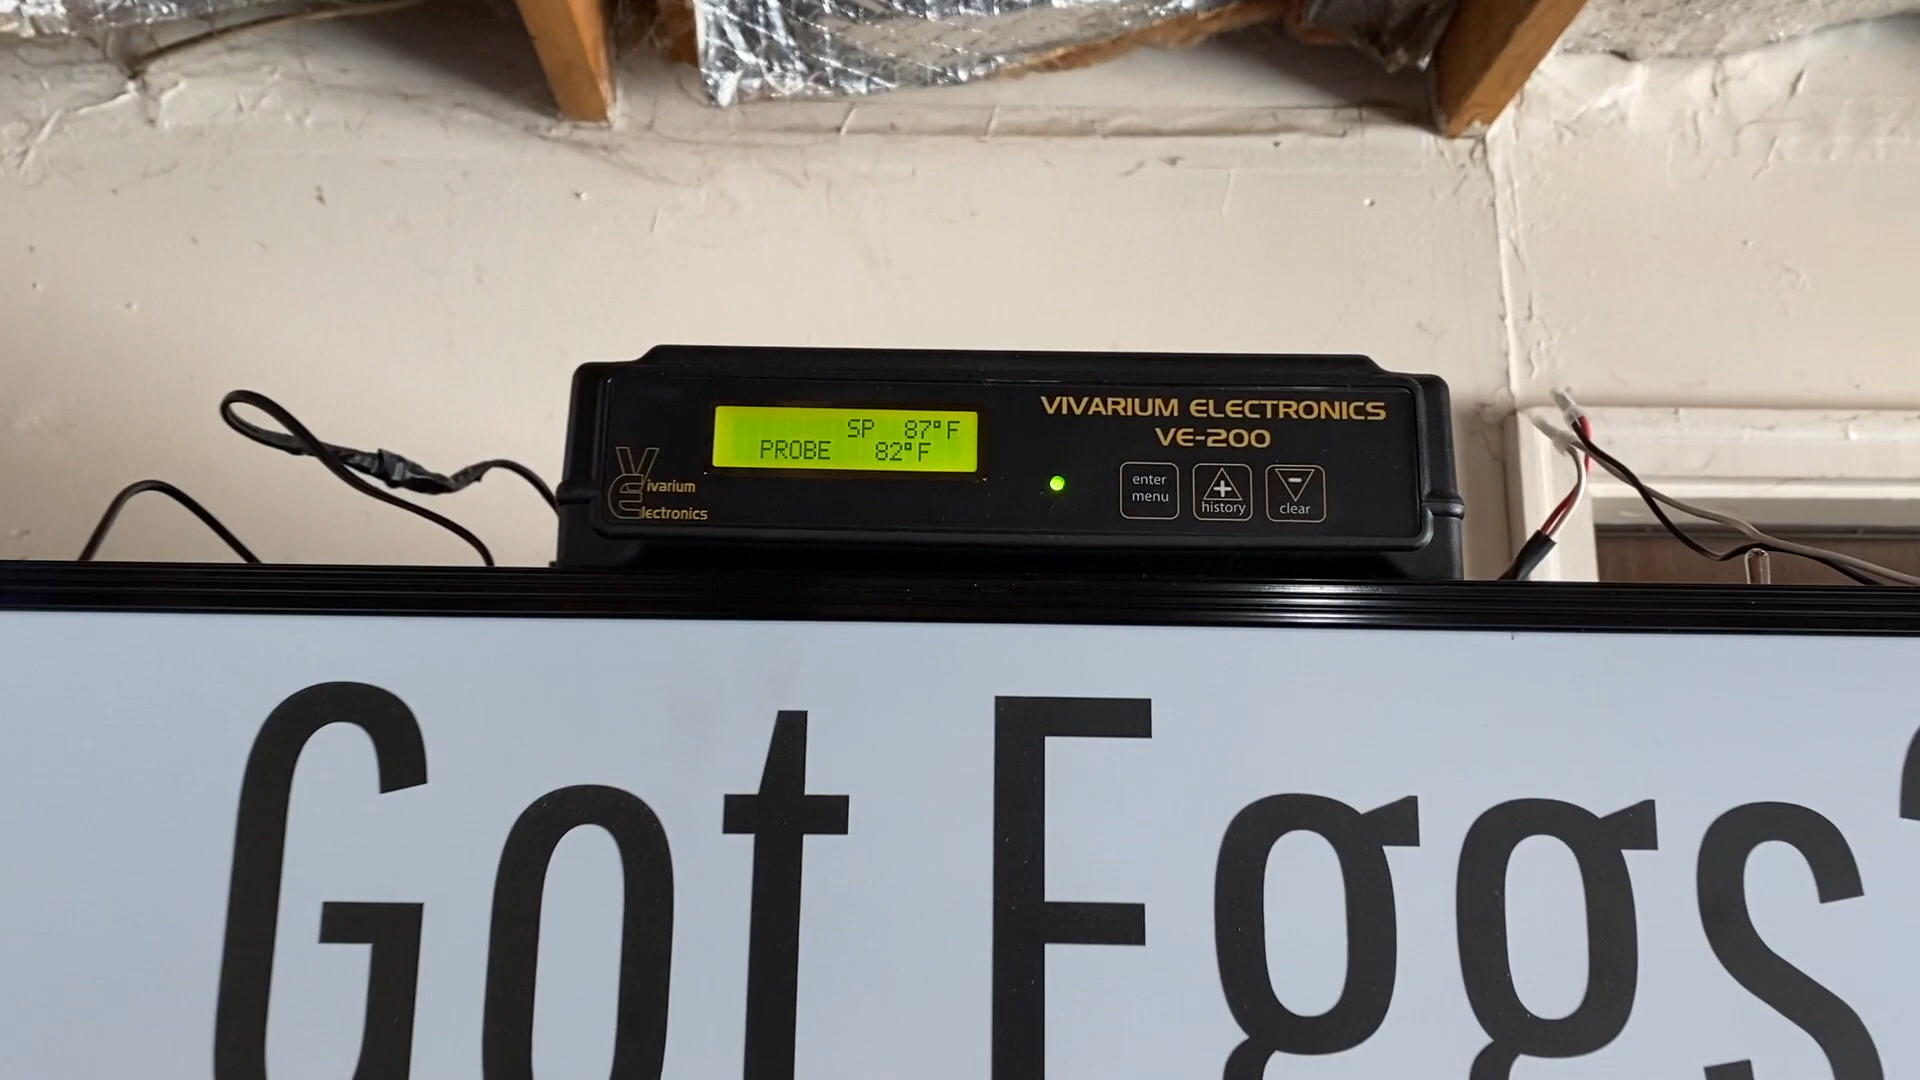 SP 87°F
PROBE 82°F
VIVARIUM ELECTRONICS
VE-200
Vivarium
Electronics
enter
menu
+
history
-
clear
Got Eggs?